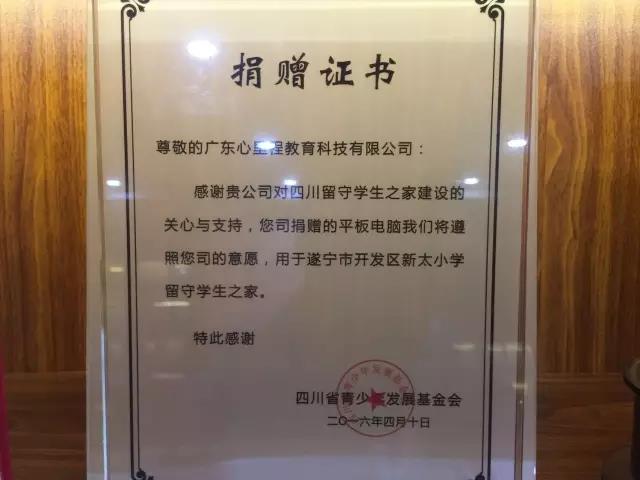 捐赠证书
尊敬的广东心里程教育科技有限公司：
感谢贵公司对四川留守学生之家建设的
关心与支持，您司捐赠的平板电脑我们将遵
照您司的意愿，用于遂宁市开发区新太小学
留守学生之家。
特此感谢
四川省青少年发展基金会
二〇一六年四月十日